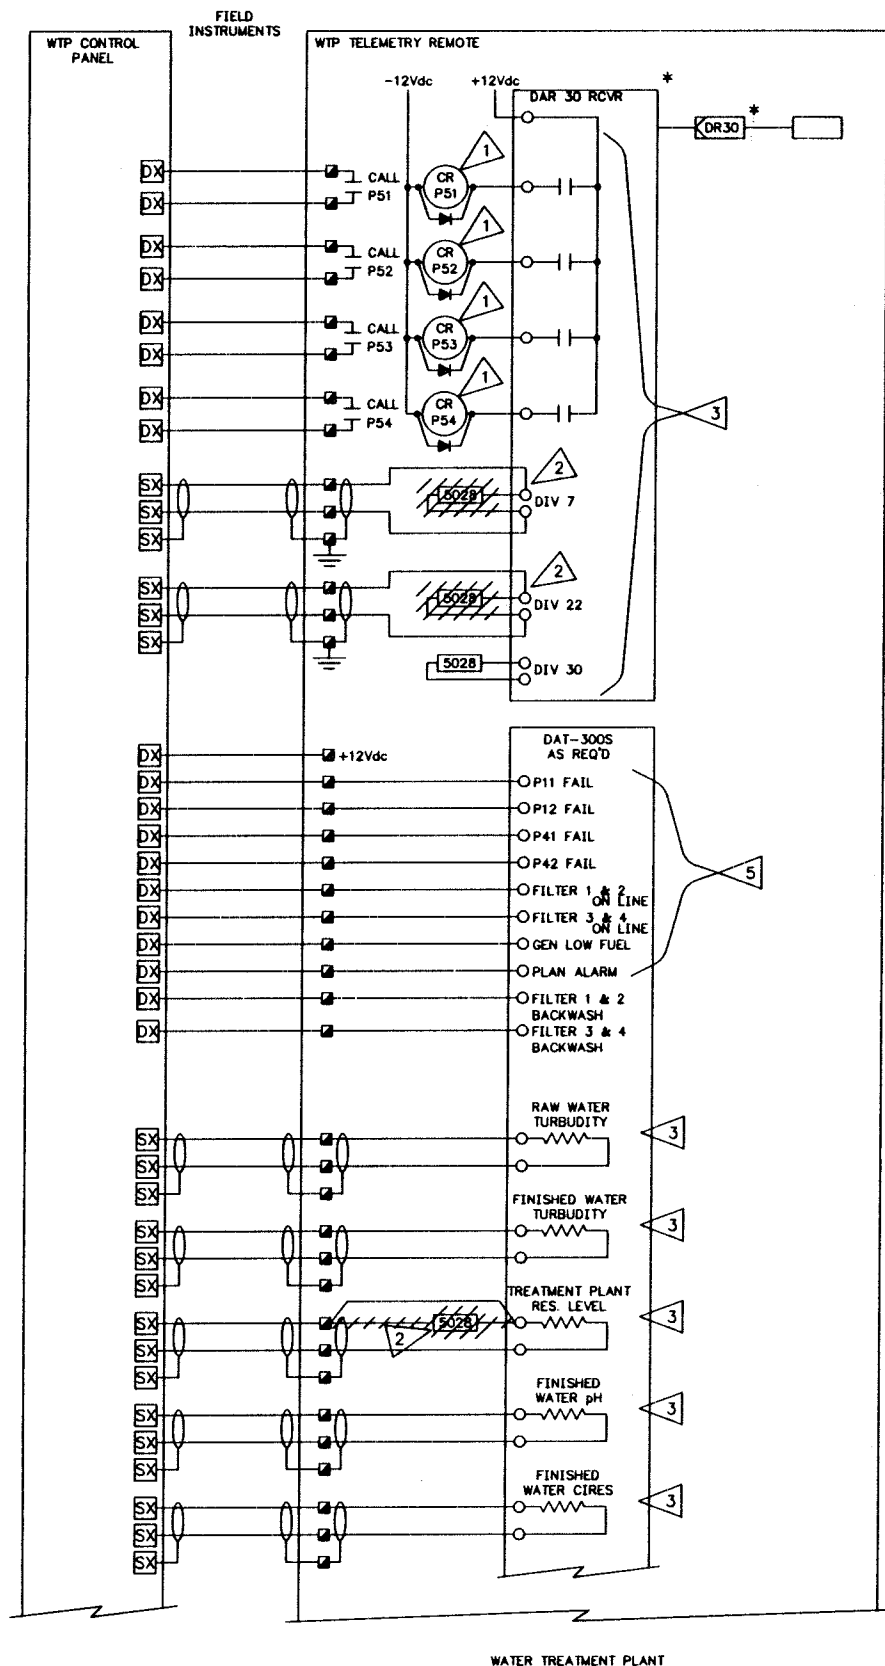 FIELD
INSTRUMENTS
WTP CONTROL
PANEL
WTP TELEMETRY REMOTE
-12Vdc
+12Vdc
DAR 30 RCVR
*
*
DR30
DX
CALL
P51
CR
P51
1
DX
DX
CALL
P52
CR
P52
1
DX
DX
CALL
P53
CR
P53
1
DX
DX
CALL
P54
CR
P54
1
DX
3
SX
SX
SX
5028
2
DIV 7
SX
SX
SX
5028
2
DIV 22
5028
DIV 30
DAT-300S
AS REQ'D
DX
+12Vdc
DX
P11 FAIL
DX
P12 FAIL
DX
P41 FAIL
DX
P42 FAIL
5
DX
FILTER 1 & 2
ON LINE
DX
FILTER 3 & 4
ON LINE
DX
GEN LOW FUEL
DX
PLAN ALARM
DX
FILTER 1 & 2
BACKWASH
DX
FILTER 3 & 4
BACKWASH
RAW WATER
TURBUDITY
3
SX
SX
SX
FINISHED WATER
TURBUDITY
3
SX
SX
SX
TREATMENT PLANT
RES. LEVEL
3
SX
5028
2
SX
SX
FINISHED
WATER pH
3
SX
SX
SX
FINISHED
WATER CIRES
3
SX
SX
SX
WATER TREATMENT PLANT